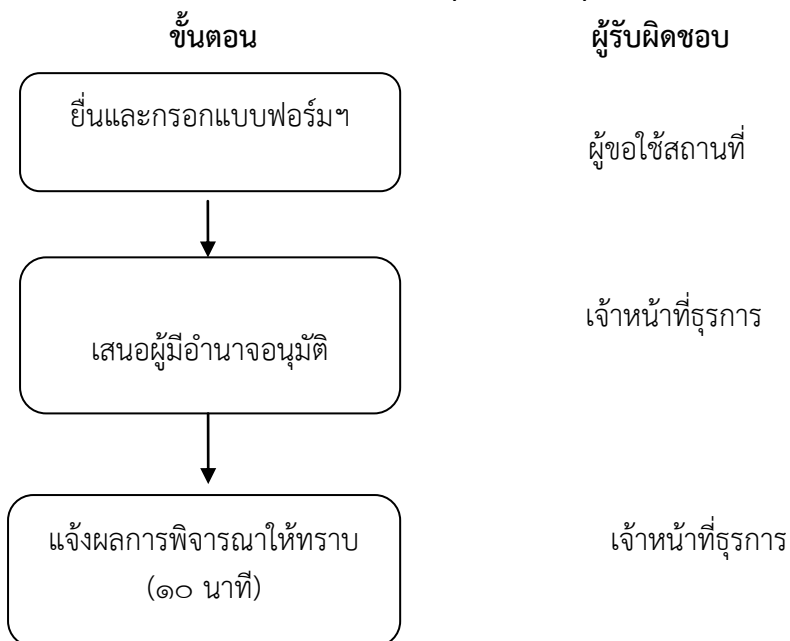 ขั้นตอน ผู้รับผิดชอบ
ยื่นและกรอกแบบฟอร์มฯ
ผู้ขอใช้สถานที่
เสนอผู้มีอำนาจอนุมัติ
เจ้าหน้าที่ธุรการ
แจ้งผลการพิจารณาให้ทราบ
(๑๐ นาที)
เจ้าหน้าที่ธุรการ